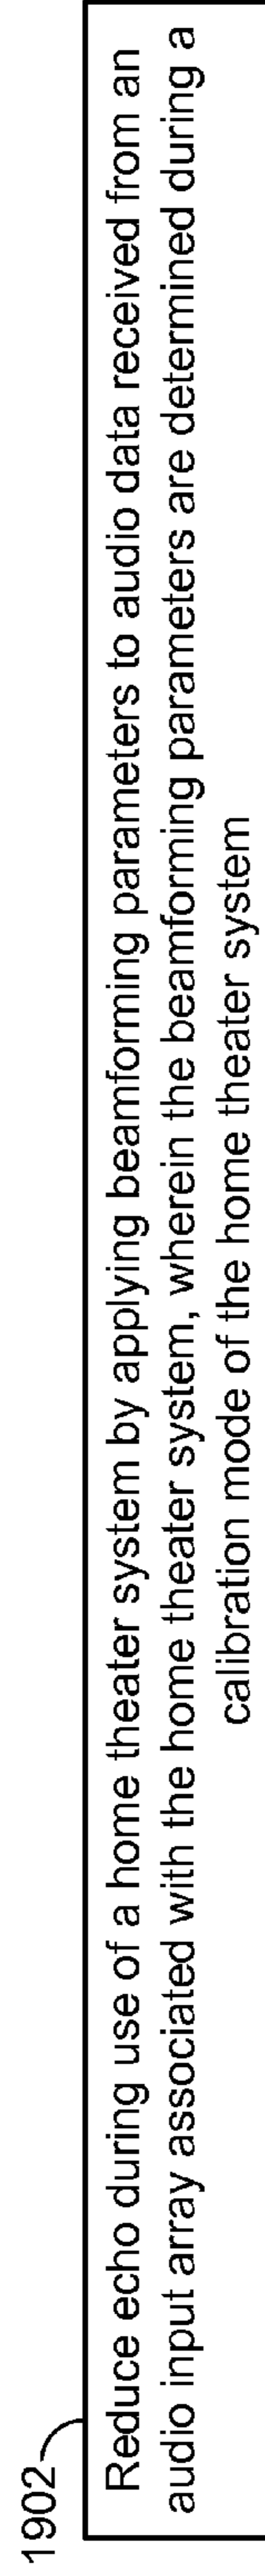 1902
Reduce echo during use of a home theater system by applying beamforming parameters to audio data received from an
audio input array associated with the home theater system, wherein the beamforming parameters are determined during a
calibration mode of the home theater system